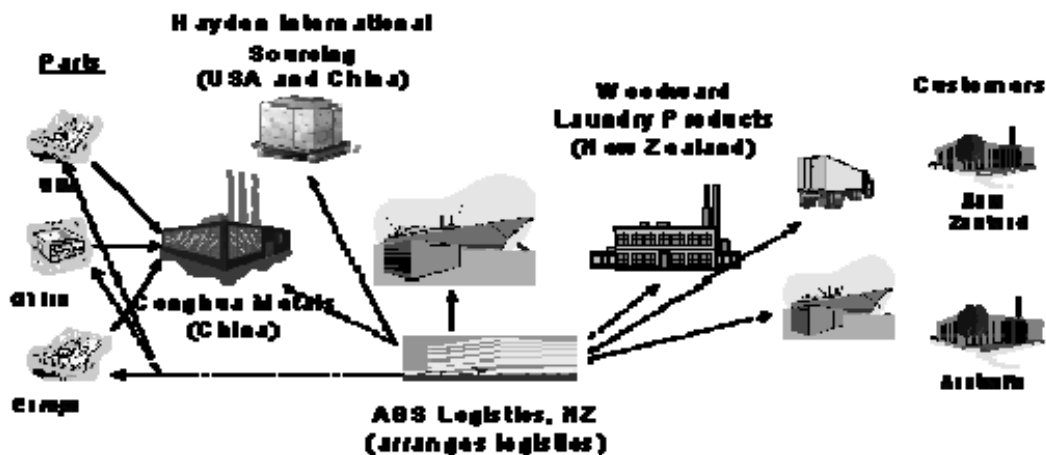 Hayden International
Sourcing
(USA and China)
Parts
Woodward
Laundry Products
(New Zealand)
Customers
USA
New
Zealand
China
Conghua Metals
(China)
Europe
Australia
AGS Logistics, NZ
(arranges logistics)